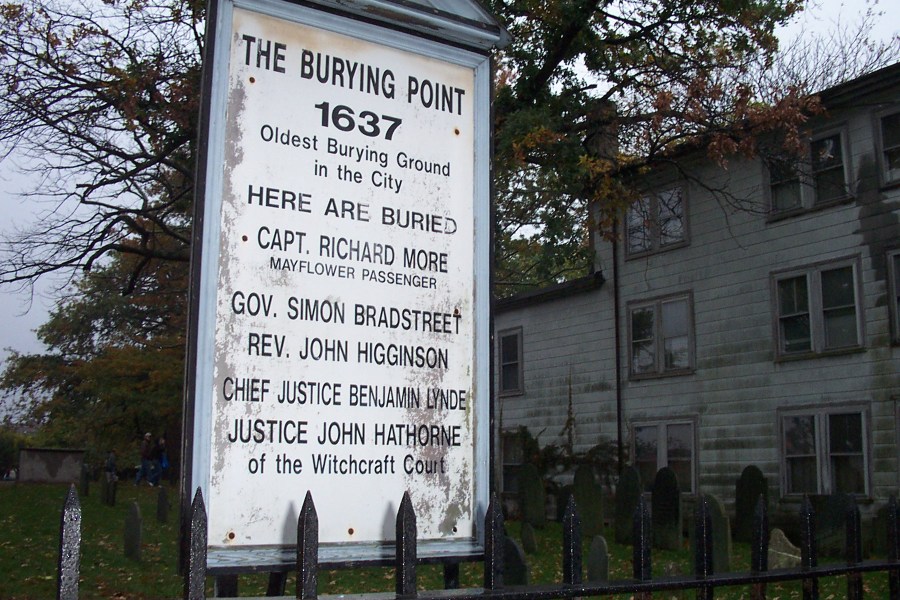 THE BURYING POINT
1637
Oldest Burying Ground
in the City
HERE ARE BURIED
CAPT. RICHARD MORE
MAYFLOWER PASSENGER
GOV. SIMON BRADSTREET
REV. JOHN HIGGINSON
CHIEF JUSTICE BENJAMIN LYNDE
JUSTICE JOHN HATHORNE
of the Witchcraft Court